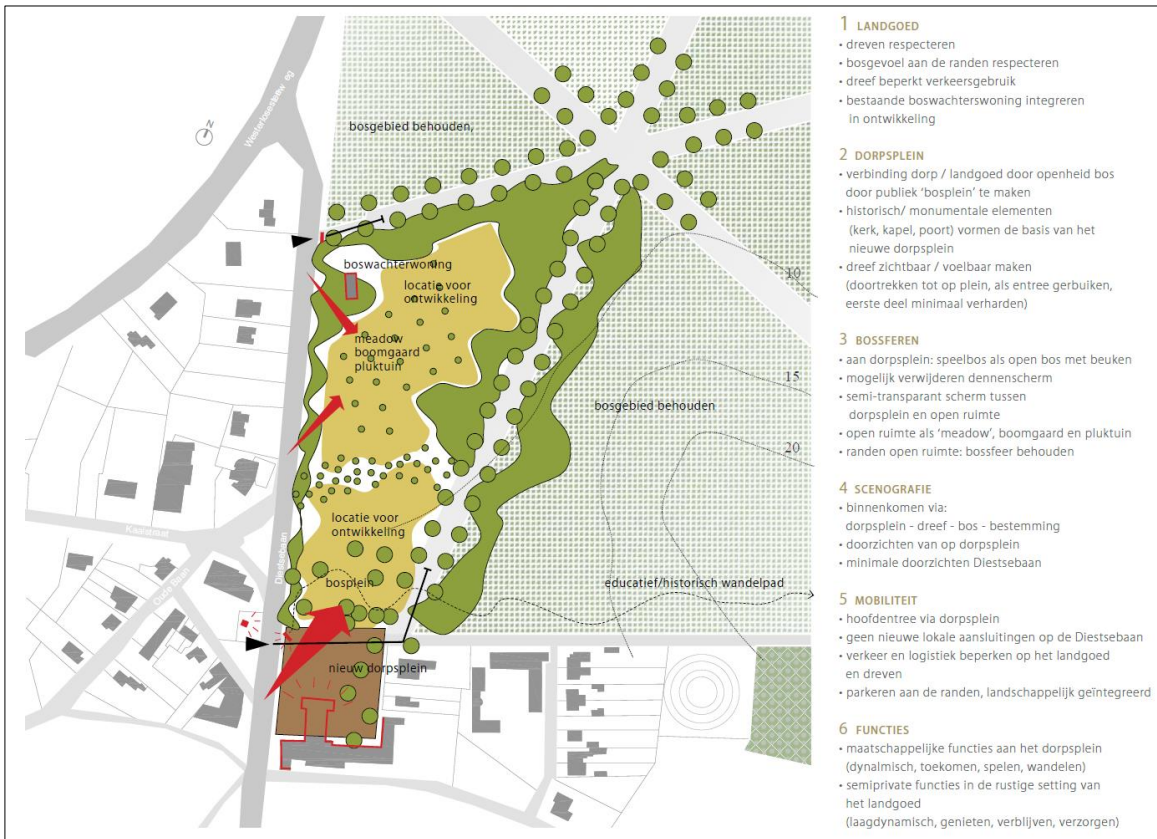 Westerlosesteenweg
N
bosgebied behouden,
boswachterwoning
locatie voor
ontwikkeling
meadow
boomgaard
pluktuin
10
15
bosgebied behouden
20
locatie voor
ontwikkeling
Kasistraat
Diestsebaan
Oude Baan
bosplein
educatief/historisch wandelpad
nieuw dorpsplein
1 LANDGOED
• dreven respecteren
• bosgevoel aan de randen respecteren
• dreef beperkt verkeersgebruik
• bestaande boswachterswoning integreren
in ontwikkeling
2 DORPSPLEIN
• verbinding dorp / landgoed door openheid bos
door publiek ‘bosplein’ te maken
• historisch/ monumentale elementen
(kerk, kapel, poort) vormen de basis van het
nieuwe dorpsplein
• dreef zichtbaar / voelbaar maken
(doortrekken tot op plein, als entree gerbuiken,
eerste deel minimaal verharden)
3 BOSSFEREN
• aan dorpsplein: speelbos als open bos met beuken
• mogelijk verwijderen dennenscherm
• semi-transparant scherm tussen
dorpsplein en open ruimte
• open ruimte als ‘meadow’, boomgaard en pluktuin
• randen open ruimte: bossfeer behouden
4 SCENOGRAFIE
• binnenkomen via:
dorpsplein - dreef - bos - bestemming
• doorzichten van op dorpsplein
• minimale doorzichten Diestsebaan
5 MOBILITEIT
• hoofdentree via dorpsplein
• geen nieuwe lokale aansluitingen op de Diestsebaan
• verkeer en logistiek beperken op het landgoed
en dreven
• parkeren aan de randen, landschappelijk geïntegreerd
6 FUNCTIES
• maatschappelijke functies aan het dorpsplein
(dynalmisch, toekomen, spelen, wandelen)
• semiprivate functies in de rustige setting van
het landgoed
(laagdynamisch, genieten, verblijven, verzorgen)